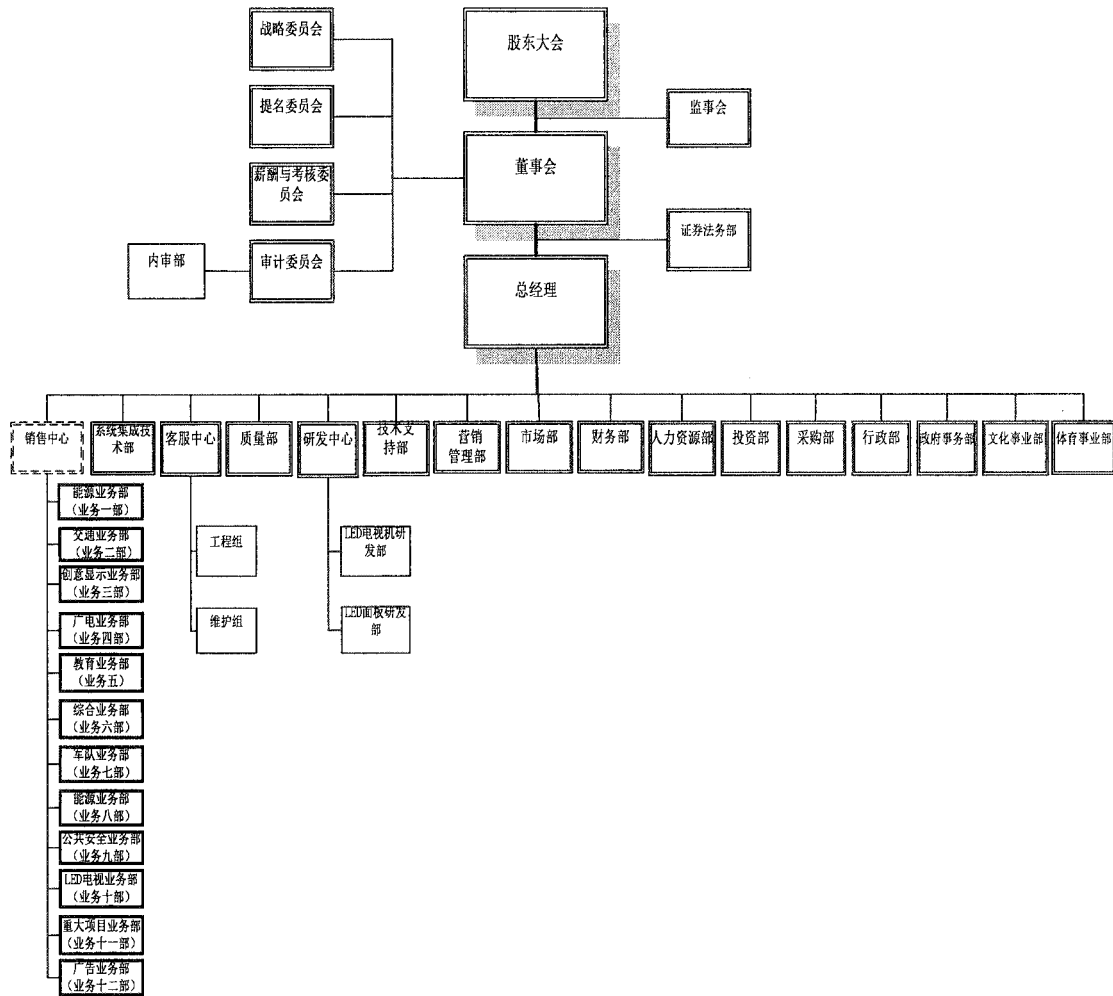 战略委员会
股东大会
提名委员会
监事会
董事会
薪酬与考核委
员会
证券法务部
内审部
审计委员会
总经理
销售中心
系统集成技
术部
客服中心
质量部
研发中心
技术支
持部
营销
管理部
市场部
财务部
人力资源部
投资部
采购部
行政部
政府事务部
文化事业部
体育事业部
能源业务部
(业务一部)
交通业务部
(业务二部)
创意显示业务部
(业务三部)
广电业务部
(业务四部)
教育业务部
(业务五)
综合业务部
(业务六部)
车队业务部
(业务七部)
能源业务部
(业务八部)
公共安全业务部
(业务九部)
LED电视业务部
(业务十部)
重大项目业务部
(业务十一部)
广告业务部
(业务十二部)
工程组
维护组
LED电视机研
发部
LED面板研发
部